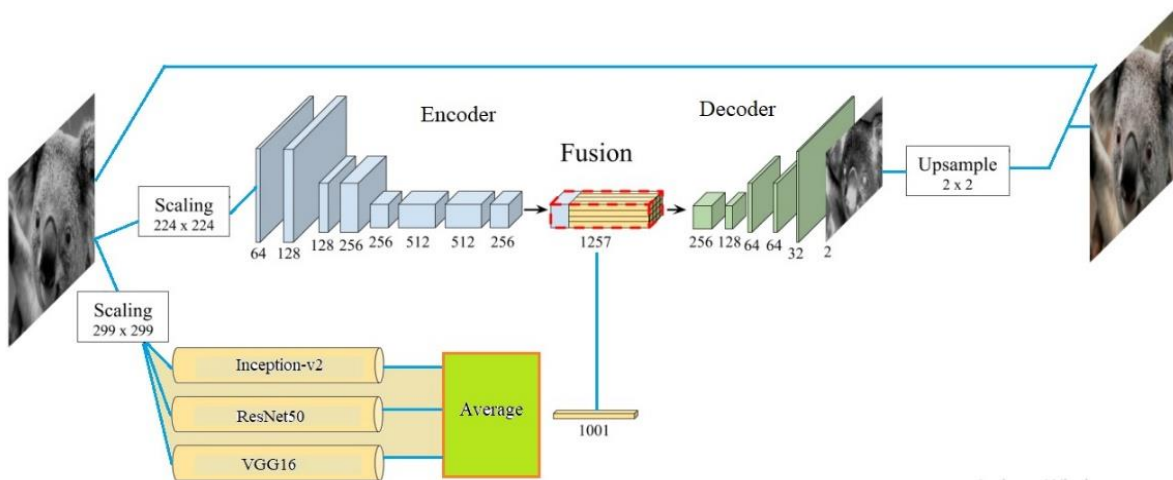 Encoder
Decoder
Fusion
Scaling
224 x 224
Upsample
2 x 2
64
128
128
256
256
512
512
256
1257
256
128
64
64
32
2
Scaling
299 x 299
Inception-v2
ResNet50
VGG16
Average
1001